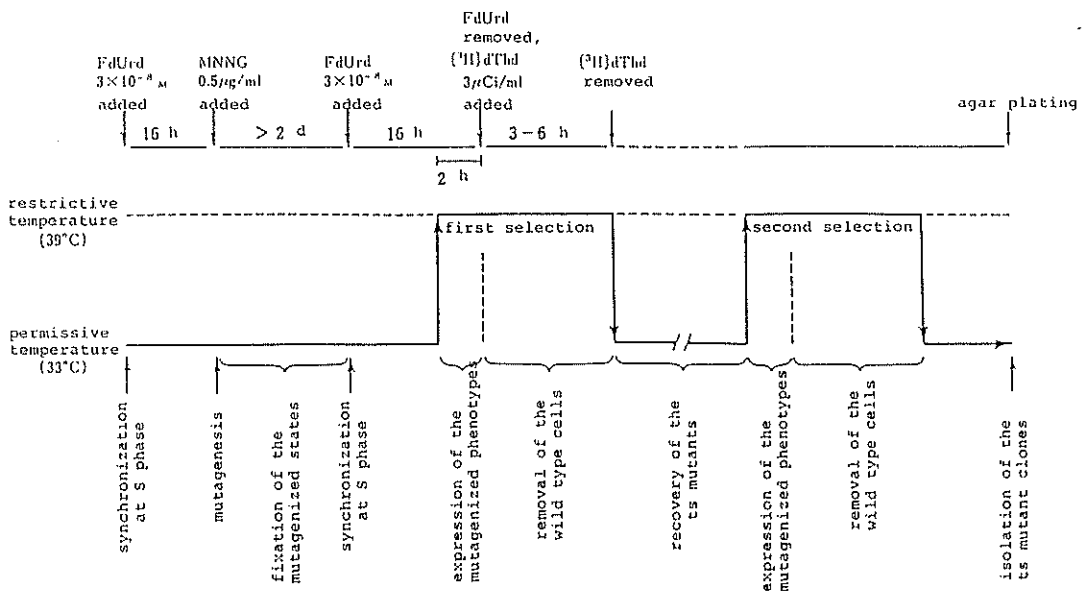 FdUrd
3×10⁻⁸ M
added
MNNG
0.5μg/ml
added
FdUrd
3×10⁻⁸ M
added
FdUrd
removed,
{³H}dThd
3μCi/ml
added
{³H}dThd
removed
agar plating
16 h
> 2 d
16 h
3-6 h
2 h
restrictive
temperature
(39°C)
first selection
second selection
permissive
temperature
(33°C)
synchronization
at S phase
mutagenesis
fixation of the
mutagenized states
synchronization
at S phase
expression of the
mutagenized phenotypes
removal of the
wild type cells
recovery of the
ts mutants
expression of the
mutagenized phenotypes
removal of the
wild type cells
isolation of the
ts mutant clones